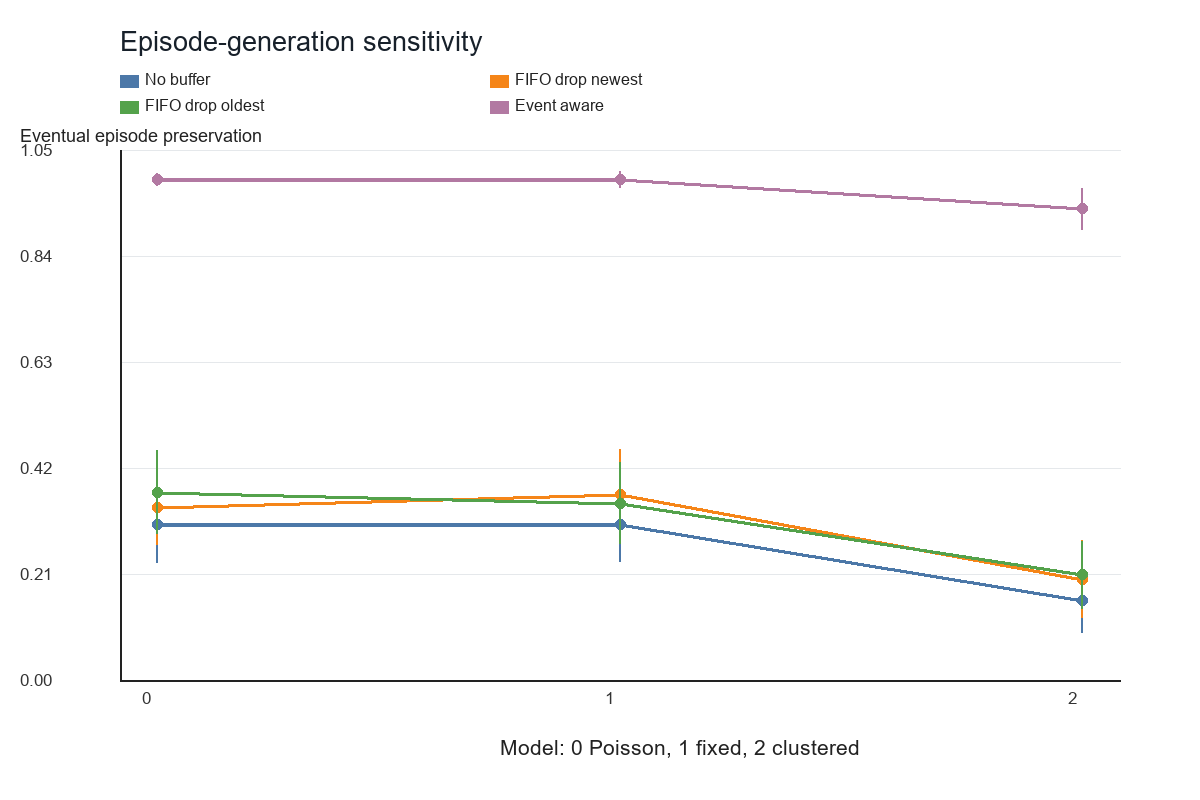 Episode-generation sensitivity
No buffer
FIFO drop newest
FIFO drop oldest
Event aware
Eventual episode preservation
1.05
0.84
0.63
0.42
0.21
0.00
0
1
2
Model: 0 Poisson, 1 fixed, 2 clustered